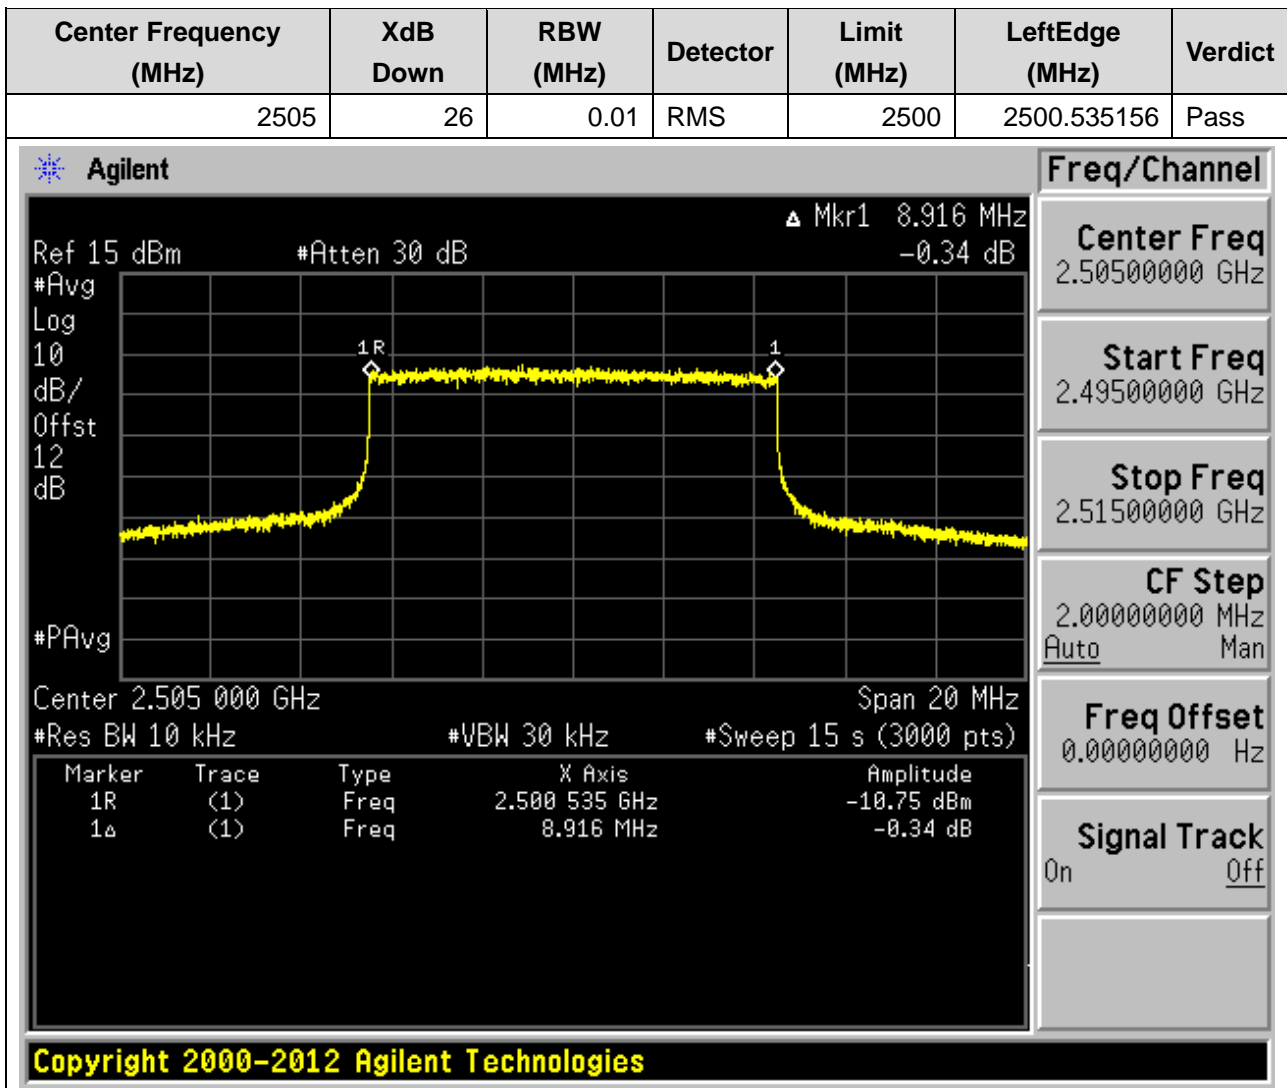 Center Frequency (MHz) XdB Down RBW (MHz) Detector Limit (MHz) LeftEdge (MHz) Verdict
2505 26 0.01 RMS 2500 2500.535156 Pass
Agilent
Freq/Channel
Δ Mkr1 8.916 MHz
Ref 15 dBm #Atten 30 dB -0.34 dB
#Avg
Log
10
dB/
Offst
12
dB
1R
1
#PAvg
Center 2.505 000 GHz Span 20 MHz
#Res BW 10 kHz #VBW 30 kHz #Sweep 15 s (3000 pts)
Marker Trace Type X Axis Amplitude
1R (1) Freq 2.500 535 GHz -10.75 dBm
1Δ (1) Freq 8.916 MHz -0.34 dB
Center Freq
2.50500000 GHz
Start Freq
2.49500000 GHz
Stop Freq
2.51500000 GHz
CF Step
2.00000000 MHz
Auto Man
Freq Offset
0.00000000 Hz
Signal Track
On Off
Copyright 2000-2012 Agilent Technologies